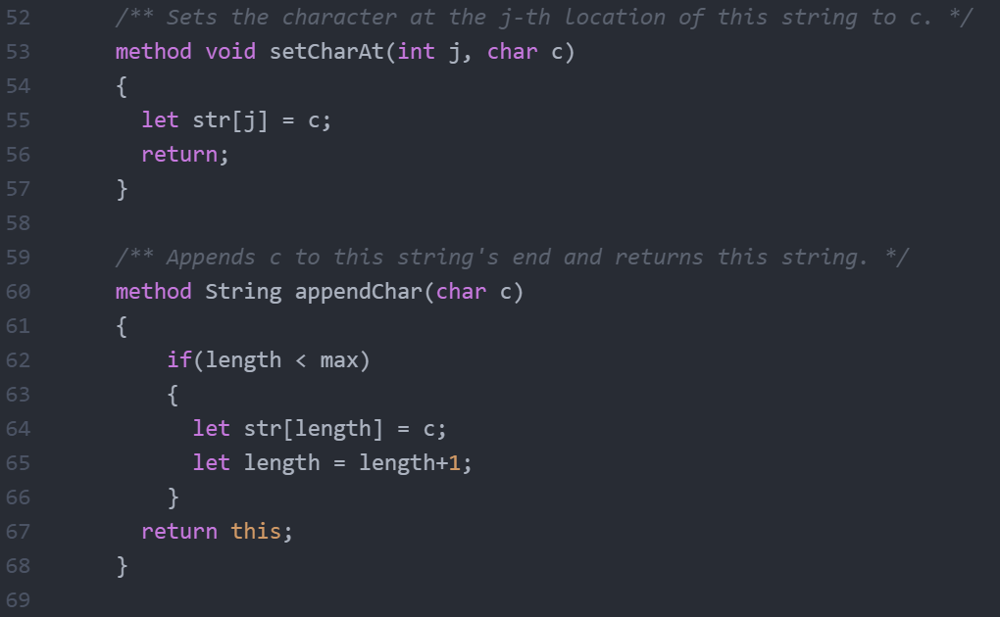 52 /** Sets the character at the j-th location of this string to c. */
53 method void setCharAt(int j, char c)
54 {
55 let str[j] = c;
56 return;
57 }
58
59 /** Appends c to this string's end and returns this string. */
60 method String appendChar(char c)
61 {
62 if(length < max)
63 {
64 let str[length] = c;
65 let length = length+1;
66 }
67 return this;
68 }
69